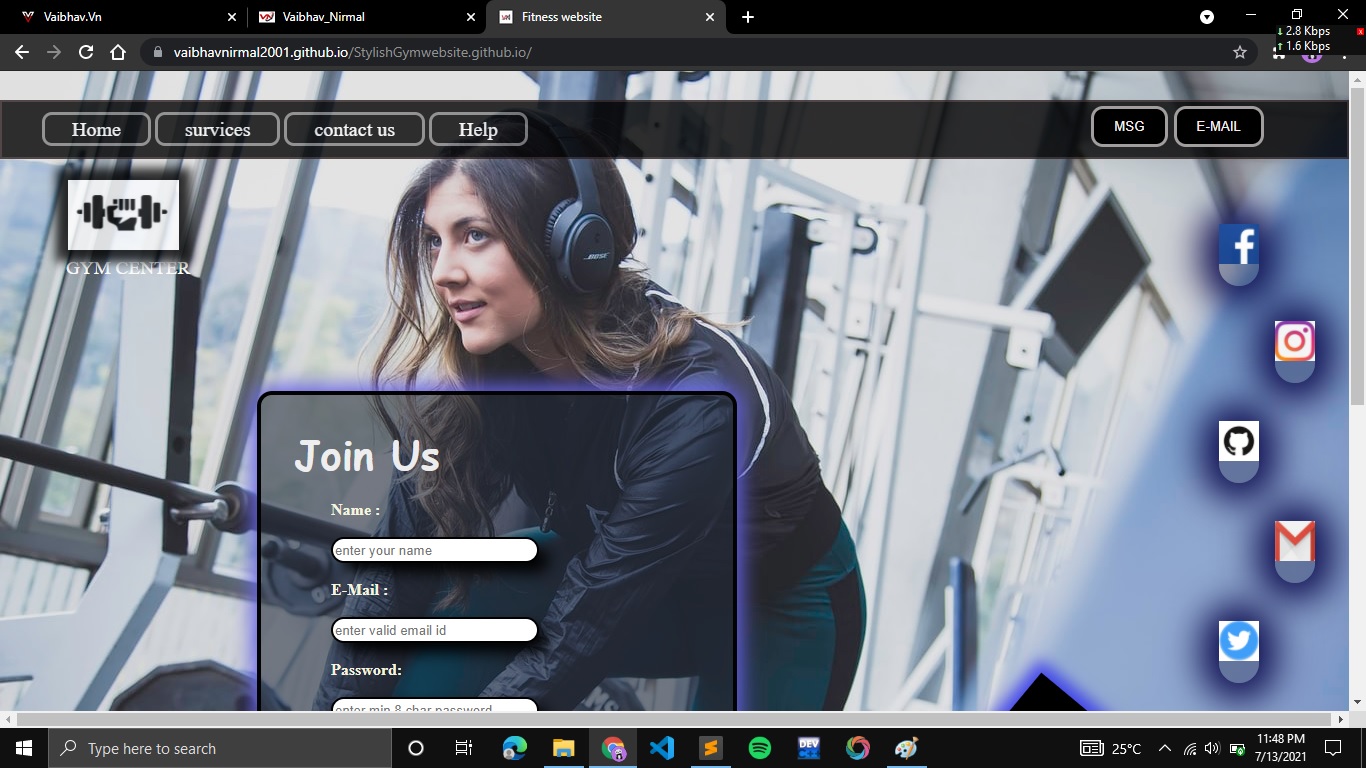 Vaibhav.Vn
Vaibhav_Nirmal
Fitness website
2.8 Kbps
1.6 Kbps
vaibhavnirmal2001.github.io/StylishGymwebsite.github.io/
Home
survices
contact us
Help
MSG
E-MAIL
GYM CENTER
BOSE
Join Us
Name :
enter your name
E-Mail :
enter valid email id
Password:
enter min 8 char password
Type here to search
DEV
25°C
11:48 PM
7/13/2021